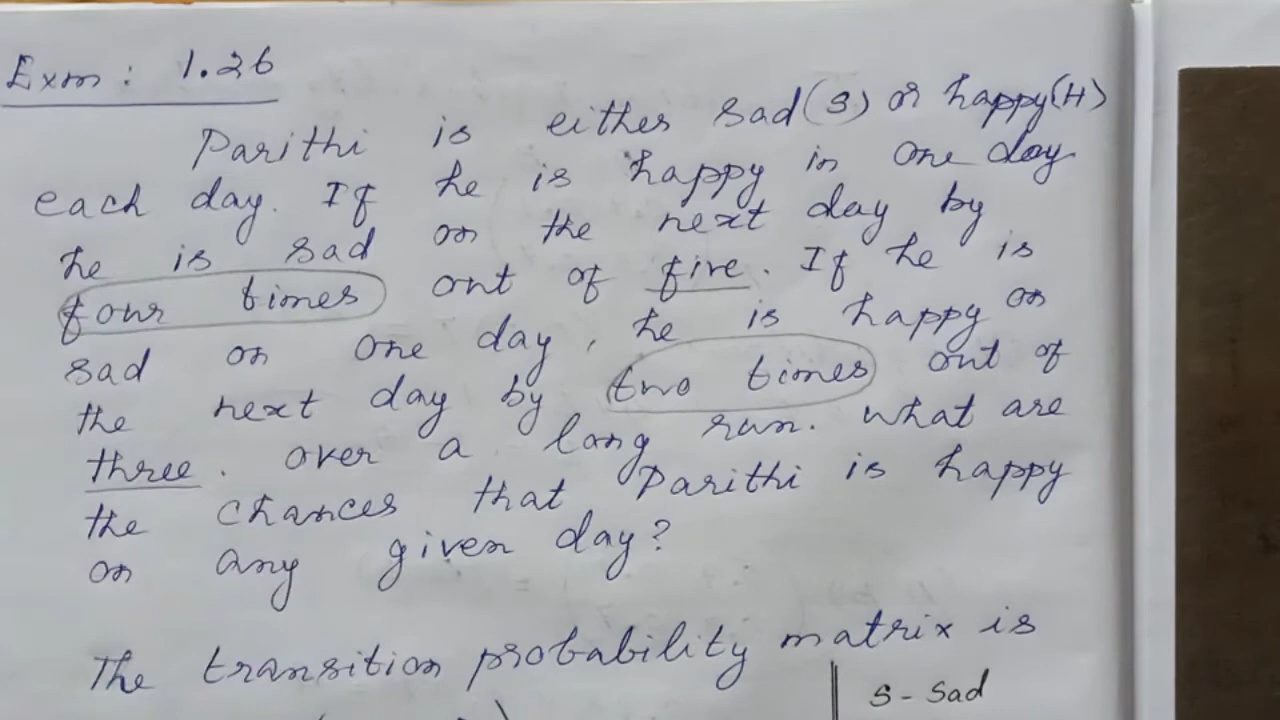 Exm: 1.26
Parithi is either sad(S) or happy(H)
each day. If he is happy in one day
he is sad on the next day by
four times out of five. If he is
sad on one day, he is happy on
the next day by two times out of
three. over a long run. what are
the chances that Parithi is happy
on any given day?
The transition probability matrix is
S - Sad